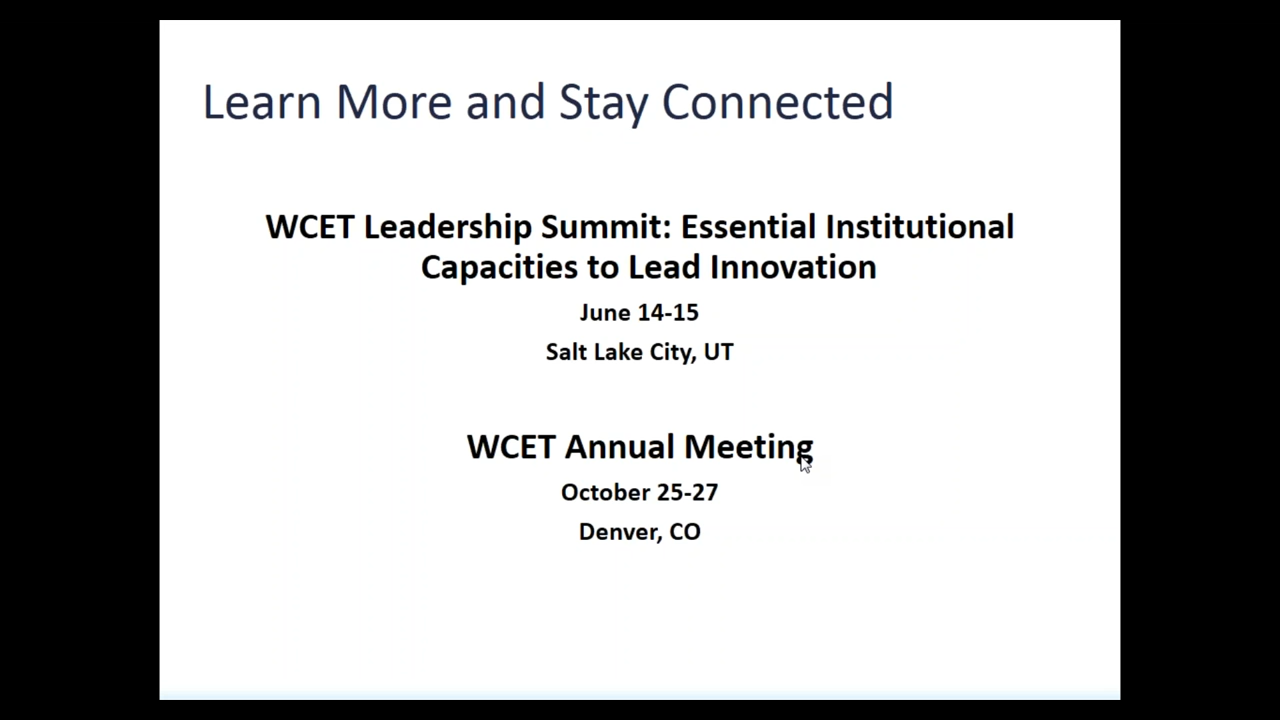 Learn More and Stay Connected
WCET Leadership Summit: Essential Institutional
Capacities to Lead Innovation
June 14-15
Salt Lake City, UT
WCET Annual Meeting
October 25-27
Denver, CO